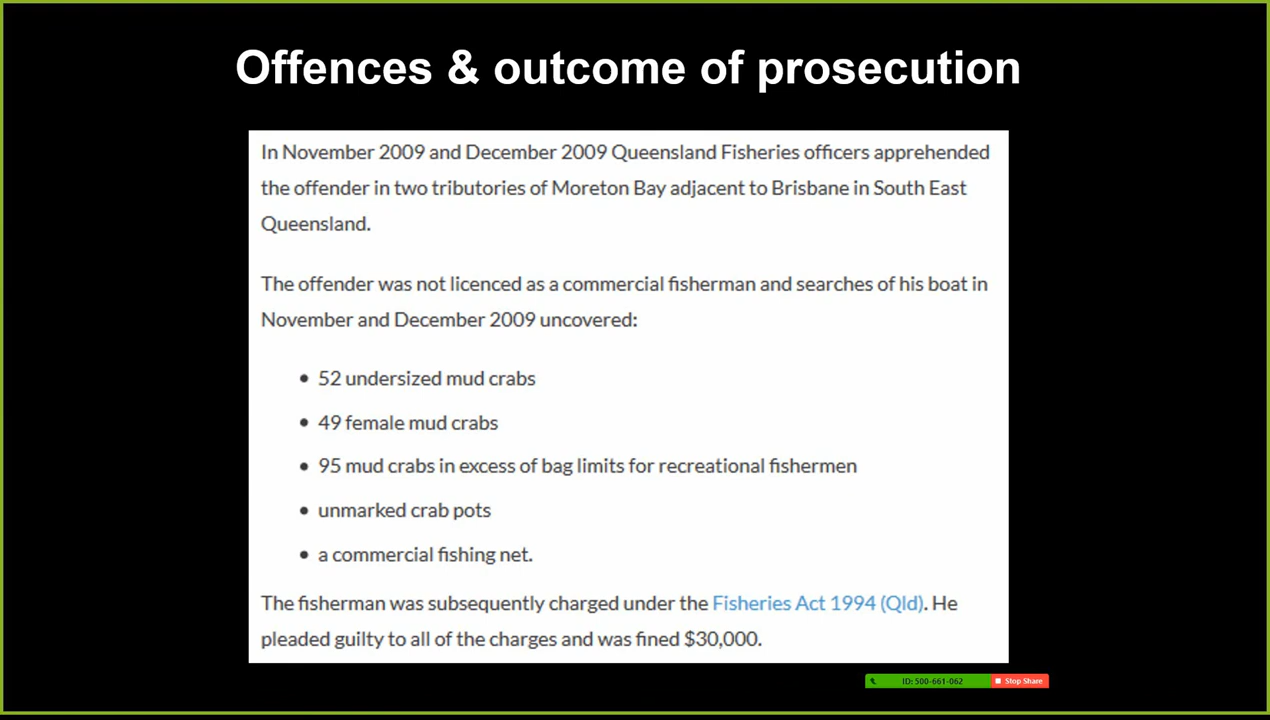 Offences & outcome of prosecution
In November 2009 and December 2009 Queensland Fisheries officers apprehended
the offender in two tributories of Moreton Bay adjacent to Brisbane in South East
Queensland.
The offender was not licenced as a commercial fisherman and searches of his boat in
November and December 2009 uncovered:
• 52 undersized mud crabs
• 49 female mud crabs
• 95 mud crabs in excess of bag limits for recreational fishermen
• unmarked crab pots
• a commercial fishing net.
The fisherman was subsequently charged under the Fisheries Act 1994 (Qld). He
pleaded guilty to all of the charges and was fined $30,000.
ID: 500-661-062 Stop Share